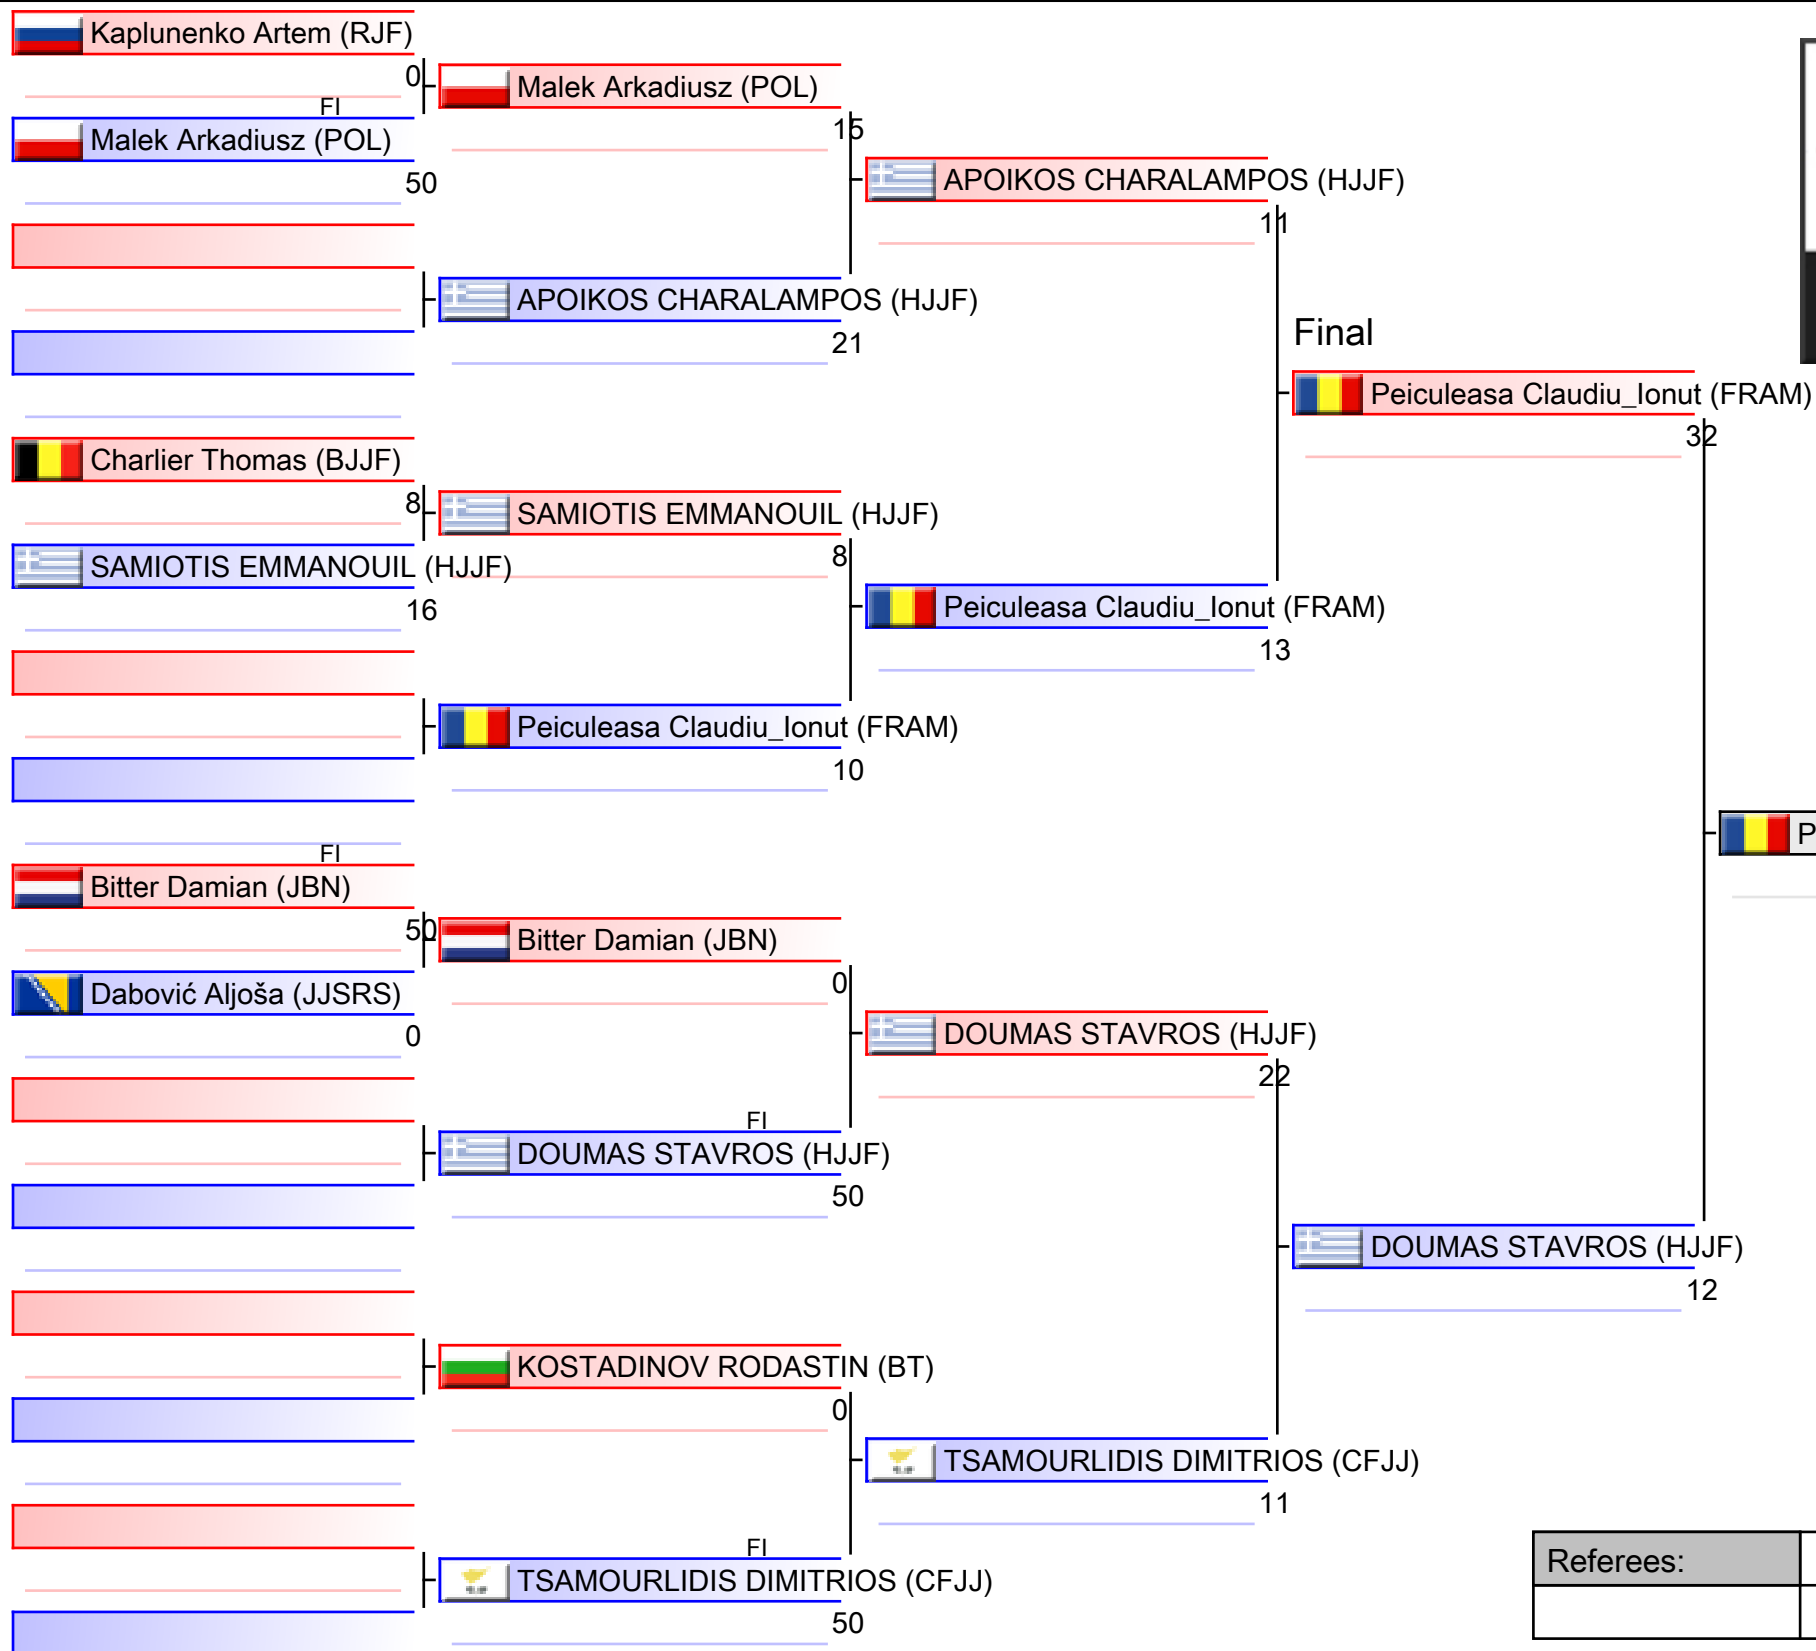 Kaplunenko Artem (RJF)
0
FI
Malek Arkadiusz (POL)
50
Charlier Thomas (BJJF)
8
SAMIOTIS EMMANOUIL (HJJF)
16
FI
Bitter Damian (JBN)
50
Dabović Aljoša (JJSRS)
0
Malek Arkadiusz (POL)
15
APOIKOS CHARALAMPOS (HJJF)
21
SAMIOTIS EMMANOUIL (HJJF)
8
Peiculeasa Claudiu_Ionut (FRAM)
10
Bitter Damian (JBN)
0
FI
DOUMAS STAVROS (HJJF)
50
KOSTADINOV RODASTIN (BT)
0
FI
TSAMOURLIDIS DIMITRIOS (CFJJ)
50
APOIKOS CHARALAMPOS (HJJF)
11
Peiculeasa Claudiu_Ionut (FRAM)
13
DOUMAS STAVROS (HJJF)
22
TSAMOURLIDIS DIMITRIOS (CFJJ)
11
Final
Peiculeasa Claudiu_Ionut (FRAM)
32
DOUMAS STAVROS (HJJF)
12
P
Referees: